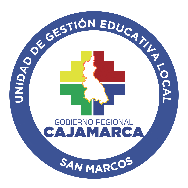 UNIDAD DE GESTIÓN EDUCATIVA LOCAL
GOBIERNO REGIONAL
CAJAMARCA
SAN MARCOS